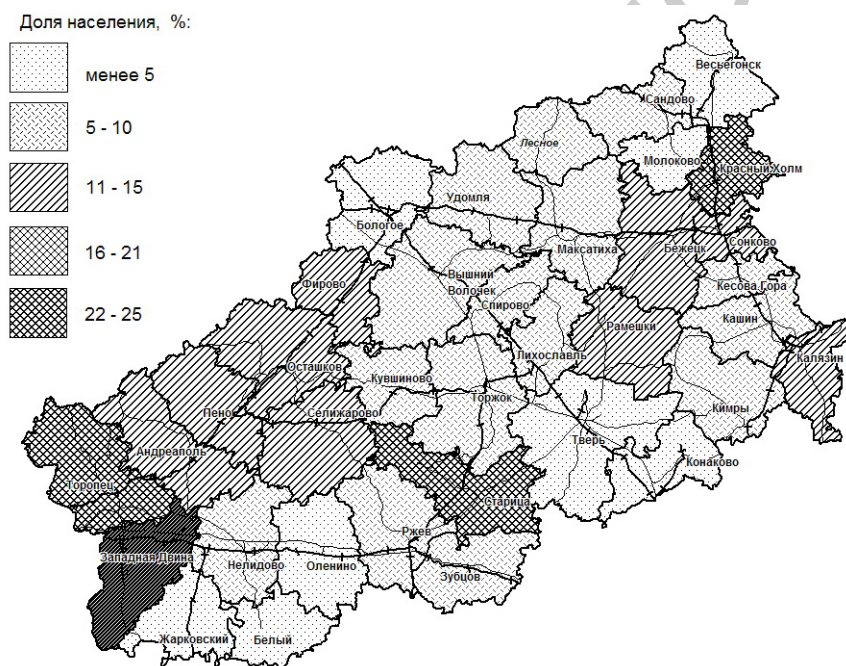 Доля населения, %:
менее 5
5 - 10
11 - 15
16 - 21
22 - 25
Весьегонск
Сандово
Лесное
Молоково
Красный Холм
Удомля
Бологое
Максатиха
Бежецк
Сонково
Фирово
Вышний
Волочек
Кесова Гора
Спирово
Кашин
Рамешки
Лихославль
Калязин
Осташков
Кувшиново
Торжок
Пено
Селижарово
Кимры
Тверь
Андреаполь
Конаково
Торопец
Старица
Ржев
Западная Двина
Нелидово
Оленино
Зубцов
Жарковский
Белый